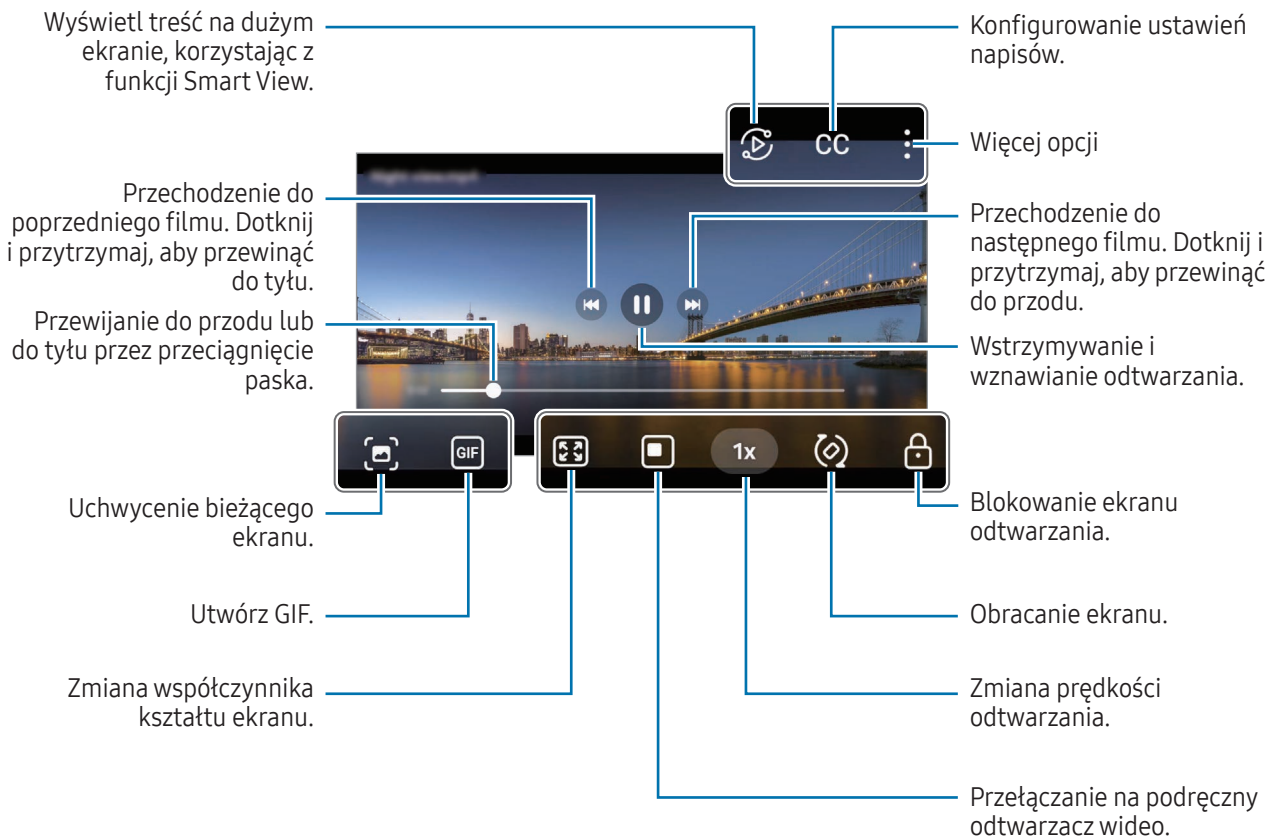 Wyświetl treść na dużym
ekranie, korzystając z
funkcji Smart View.
Konfigurowanie ustawień
napisów.
CC
Więcej opcji
Przechodzenie do
poprzedniego filmu. Dotknij
i przytrzymaj, aby przewinąć
do tyłu.
Przechodzenie do
następnego filmu. Dotknij i
przytrzymaj, aby przewinąć
do przodu.
Przewijanie do przodu lub
do tyłu przez przeciągnięcie
paska.
Wstrzymywanie i
wznawianie odtwarzania.
GIF
1x
Uchwycenie bieżącego
ekranu.
Blokowanie ekranu
odtwarzania.
Utwórz GIF.
Obracanie ekranu.
Zmiana współczynnika
kształtu ekranu.
Zmiana prędkości
odtwarzania.
Przełączanie na podręczny
odtwarzacz wideo.